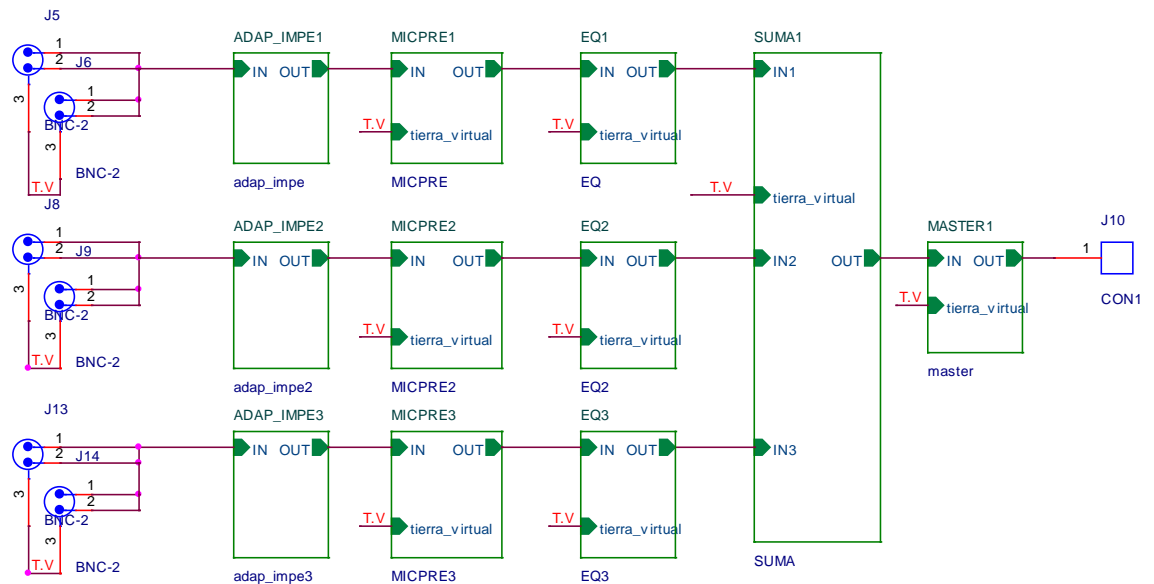 J5
1
2
J6
3
1
2
BNC-2
3
BNC-2
T.V
ADAP_IMPE1
IN OUT
adap_impe
MICPRE1
IN OUT
T.V
tierra_virtual
MICPRE
EQ1
IN OUT
T.V
tierra_virtual
EQ
SUMA1
IN1
T.V
tierra_virtual
IN2
OUT
IN3
SUMA
J8
1
2
J9
3
1
2
BNC-2
3
BNC-2
T.V
ADAP_IMPE2
IN OUT
adap_impe2
MICPRE2
IN OUT
T.V
tierra_virtual
MICPRE2
EQ2
IN OUT
T.V
tierra_virtual
EQ2
MASTER1
IN OUT
T.V
tierra_virtual
master
J10
1
CON1
J13
1
2
J14
3
1
2
BNC-2
3
BNC-2
T.V
ADAP_IMPE3
IN OUT
adap_impe3
MICPRE3
IN OUT
T.V
tierra_virtual
MICPRE3
EQ3
IN OUT
T.V
tierra_virtual
EQ3